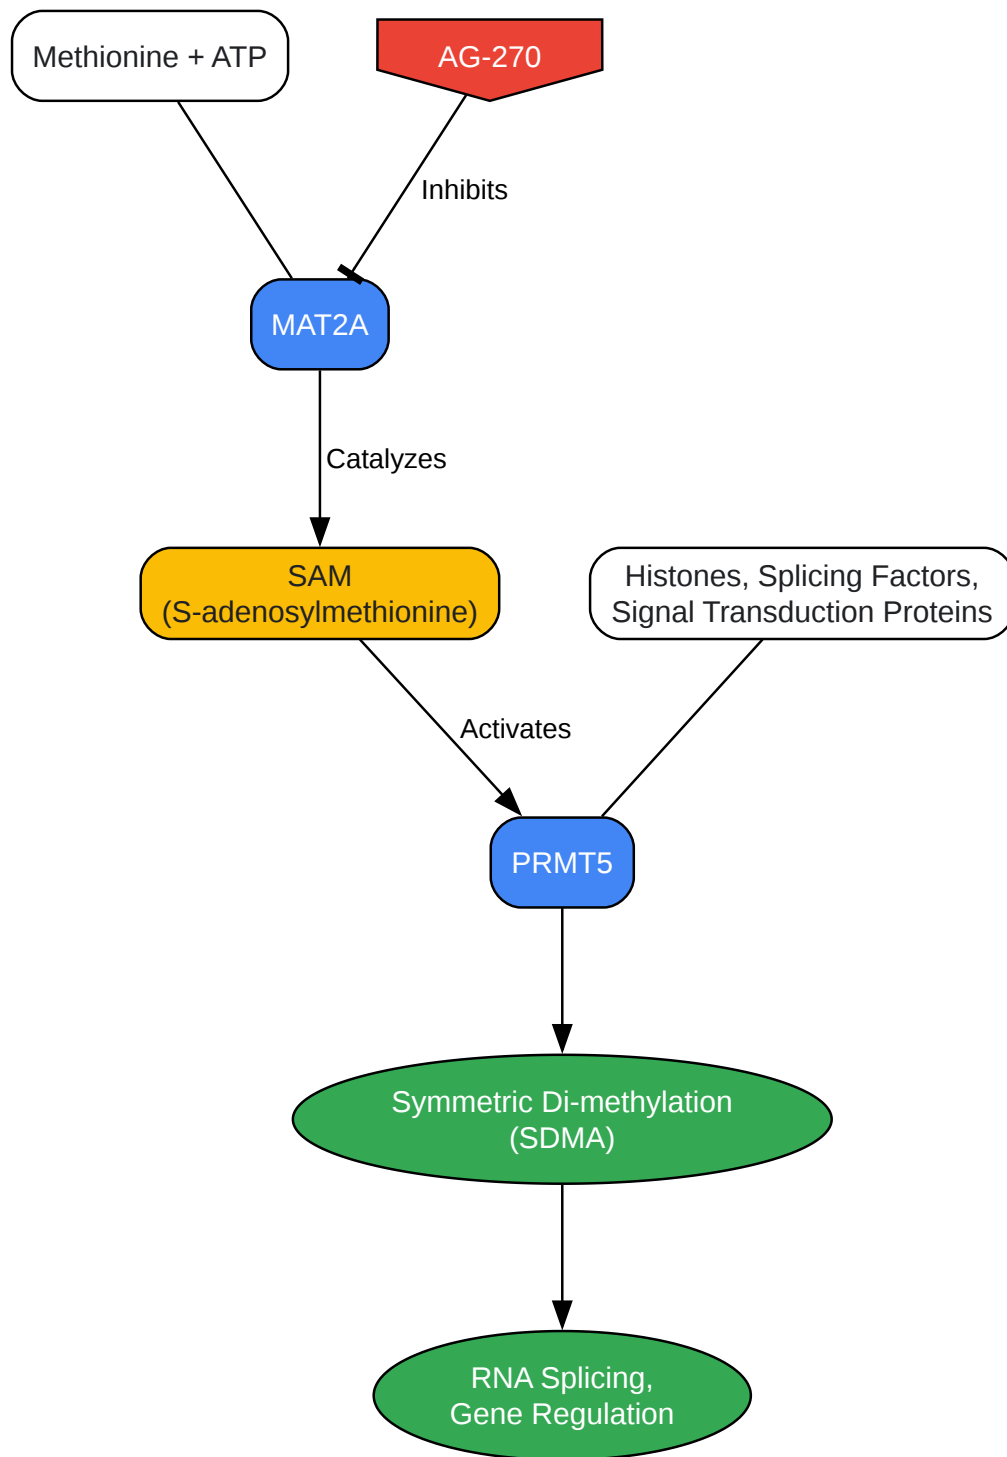 Methionine + ATP
AG-270
Inhibits
MAT2A
Catalyzes
SAM
(S-adenosylmethionine)
Histones, Splicing Factors,
Signal Transduction Proteins
Activates
PRMT5
Symmetric Di-methylation
(SDMA)
RNA Splicing,
Gene Regulation